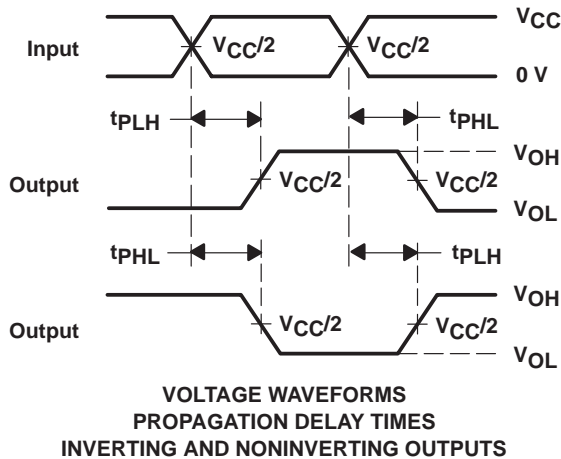 Input
VCC/2
VCC/2
VCC
0 V
tPLH
tPHL
Output
VCC/2
VCC/2
VOH
VOL
tPHL
tPLH
Output
VCC/2
VCC/2
VOH
VOL
VOLTAGE WAVEFORMS
PROPAGATION DELAY TIMES
INVERTING AND NONINVERTING OUTPUTS